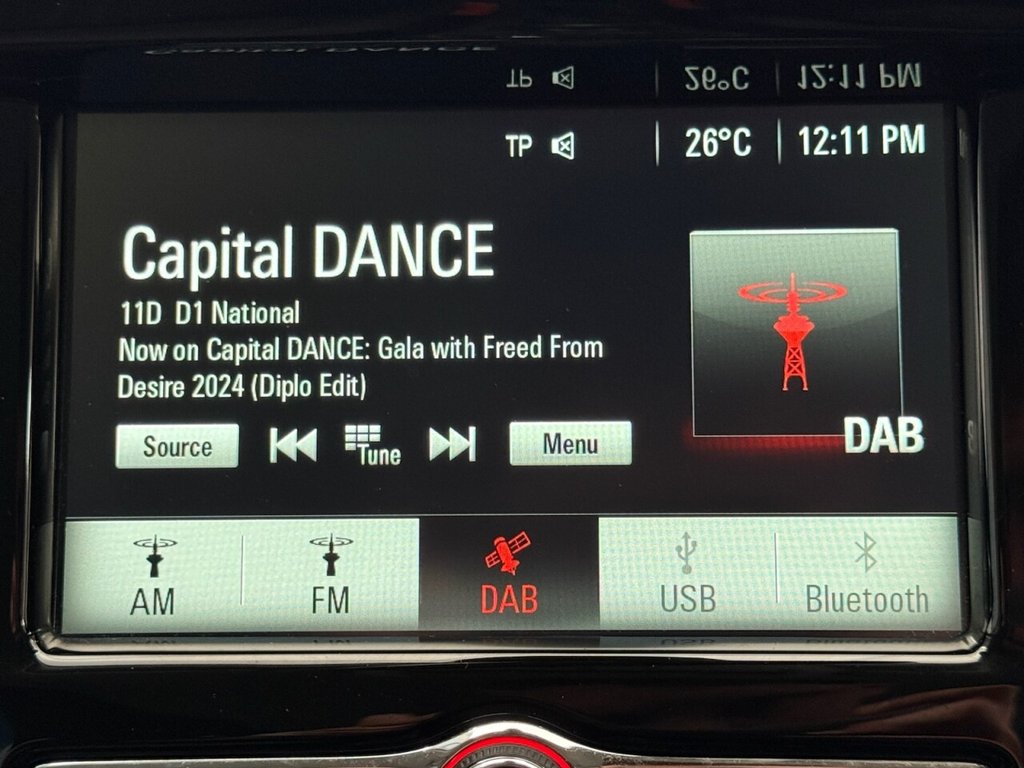 TP 26°C 12:11 PM
Capital DANCE
11D D1 National
Now on Capital DANCE: Gala with Freed From
Desire 2024 (Diplo Edit)
Source Tune Menu
DAB
AM FM DAB USB Bluetooth